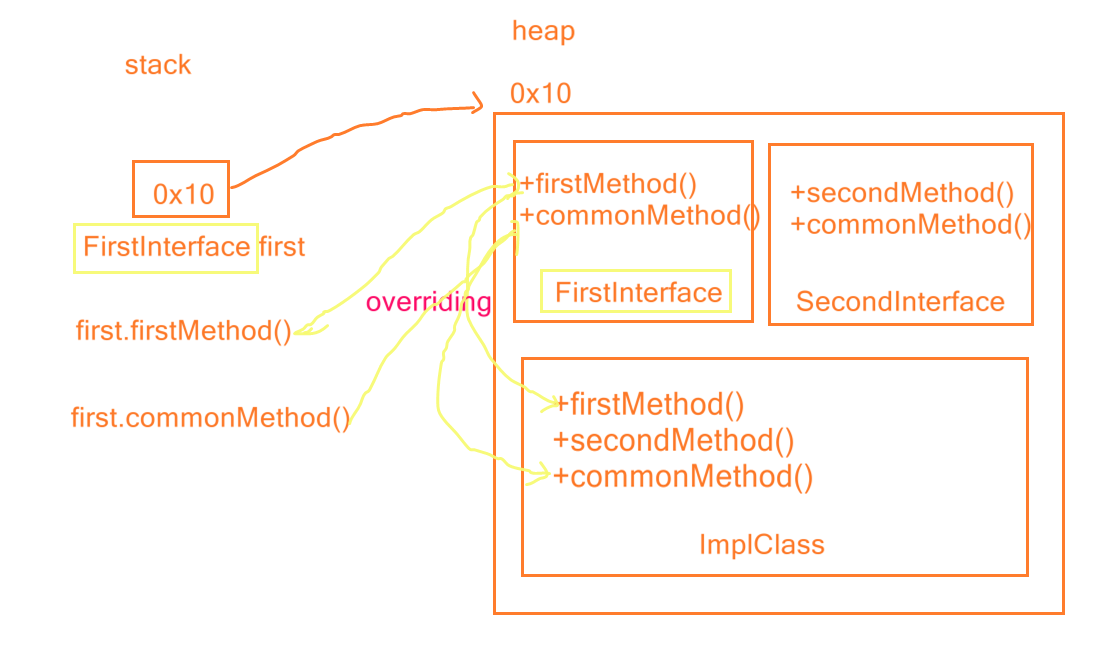 stack
heap
0x10
0x10
FirstInterface first
first.firstMethod()
first.commonMethod()
overriding
+firstMethod()
+commonMethod()
FirstInterface
+secondMethod()
+commonMethod()
SecondInterface
+firstMethod()
+secondMethod()
+commonMethod()
ImplClass